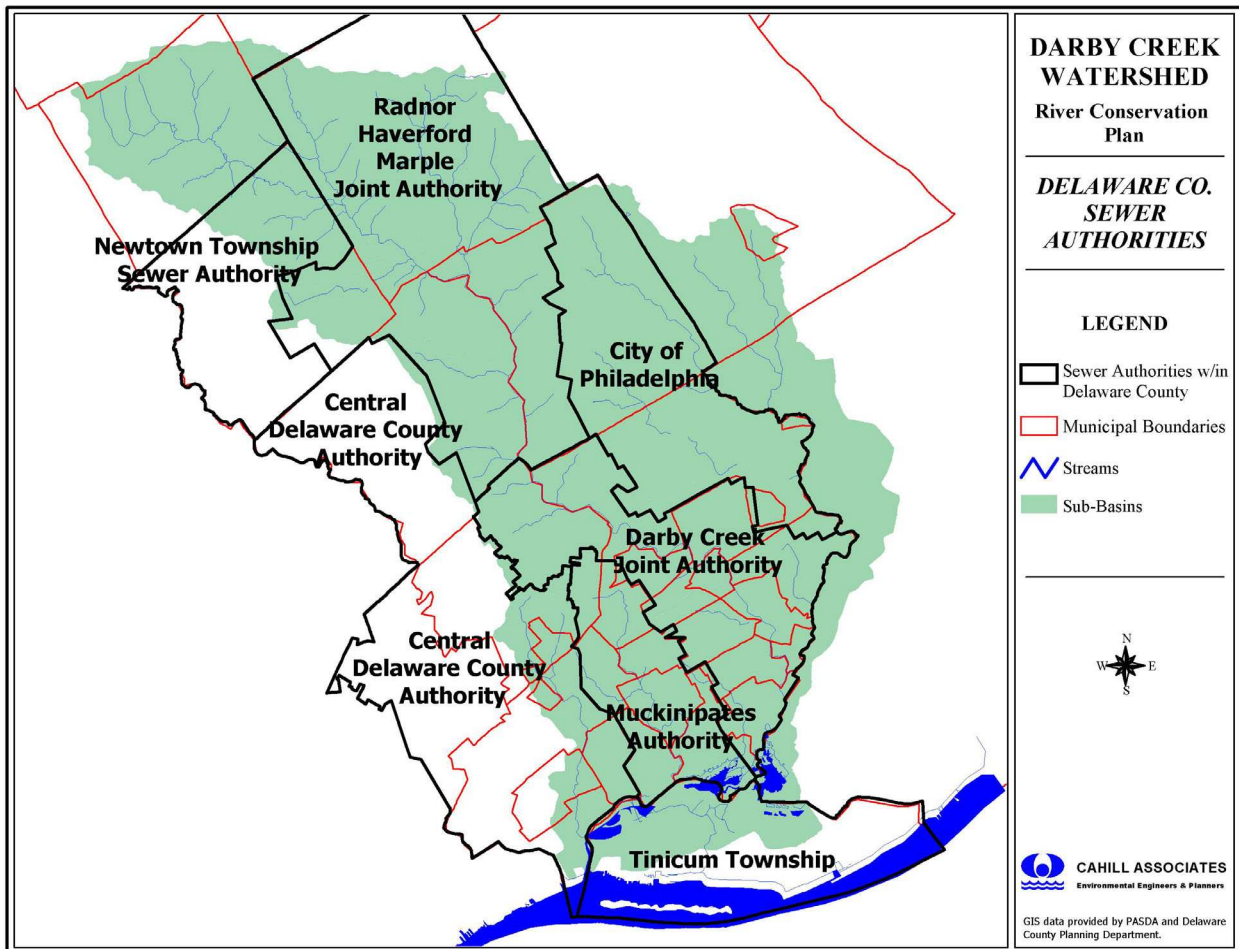 Radnor
Haverford
Marple
Joint Authority
Newtown Township
Sewer Authority
City of
Philadelphia
Central
Delaware County
Authority
Darby Creek
Joint Authority
Central
Delaware County
Authority
Muckinipates
Authority
Tinicum Township
DARBY CREEK
WATERSHED
River Conservation
Plan
DELAWARE CO.
SEWER
AUTHORITIES
LEGEND
Sewer Authorities w/in
Delaware County
Municipal Boundaries
Streams
Sub-Basins
N
W E
S
CAHILL ASSOCIATES
Environmental Engineers & Planners
GIS data provided by PASDA and Delaware
County Planning Department.